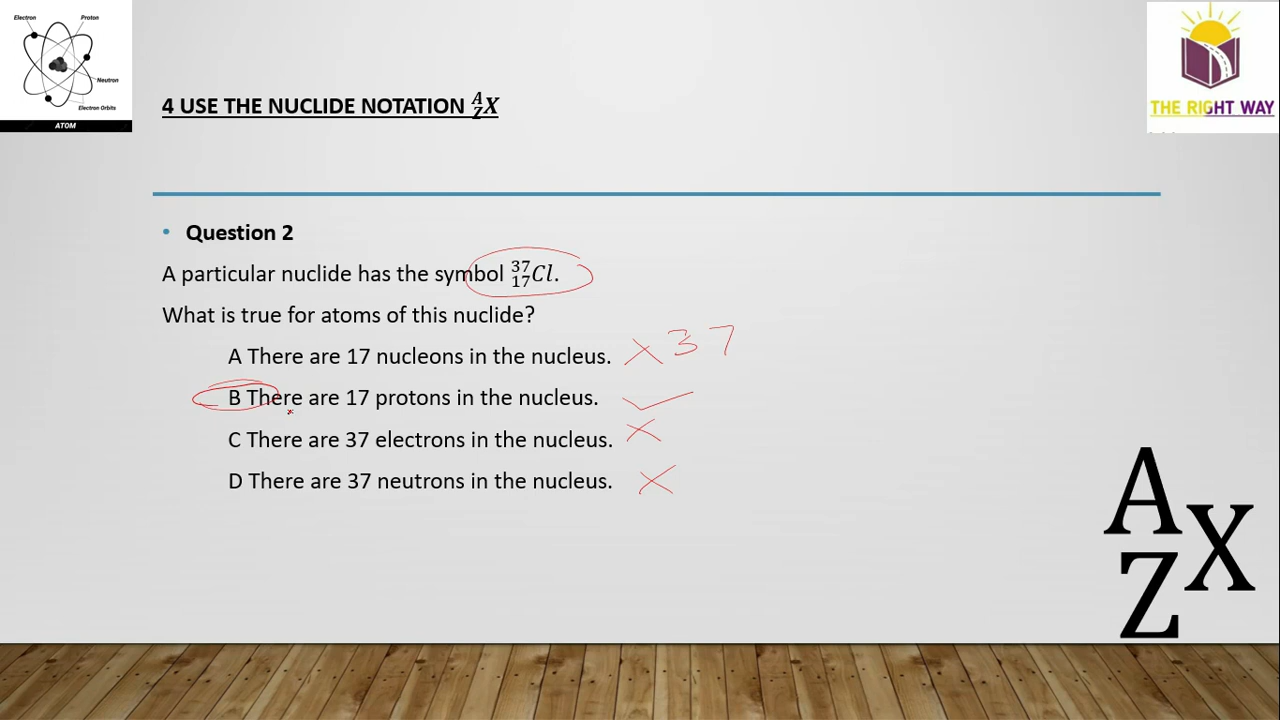 Electron
Proton
Neutron
Electron Orbits
ATOM
THE RIGHT WAY
4 USE THE NUCLIDE NOTATION ᴬ_Z X
• Question 2
A particular nuclide has the symbol ³⁷₁₇Cl.
What is true for atoms of this nuclide?
A There are 17 nucleons in the nucleus. 37
B There are 17 protons in the nucleus.
C There are 37 electrons in the nucleus.
D There are 37 neutrons in the nucleus.
A
Z X